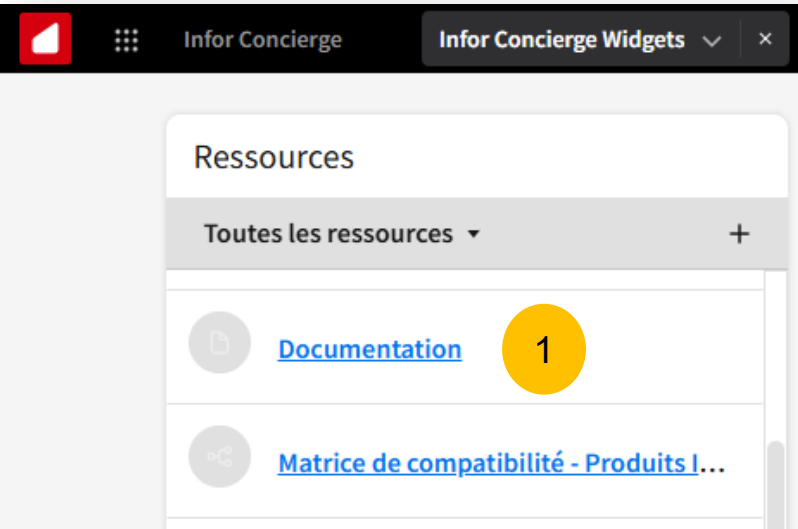 Infor Concierge
Infor Concierge Widgets
Ressources
Toutes les ressources
Documentation
1
Matrice de compatibilité - Produits I...